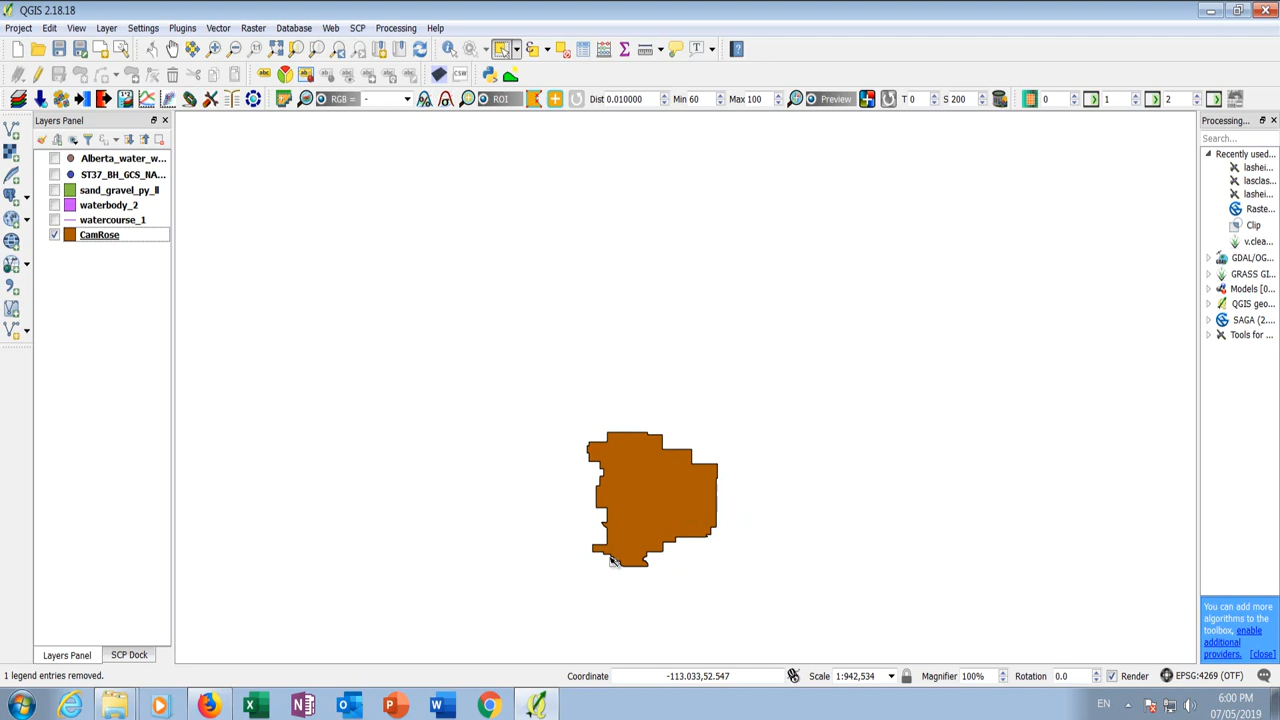 QGIS 2.18.18
Project Edit View Layer Settings Plugins Vector Raster Database Web SCP Processing Help
RGB = - ROI Dist 0.010000 Min 60 Max 100 Preview T 0 S 200 0 1 2
Layers Panel
Alberta_water_w...
ST37_BH_GCS_NA...
sand_gravel_py_ll
waterbody_2
watercourse_1
CamRose
Processing...
Search...
Recently used...
lashei...
lasclas...
lashei...
Raste...
Clip
v.clea...
GDAL/OG...
GRASS GI...
Models [0...
QGIS geo...
SAGA (2....
Tools for ...
You can add more
algorithms to the
toolbox, enable
additional
providers. [close]
Layers Panel SCP Dock
1 legend entries removed. Coordinate -113.033,52.547 Scale 1:942,534 Magnifier 100% Rotation 0.0 Render EPSG:4269 (OTF)
EN 6:00 PM
07/05/2019